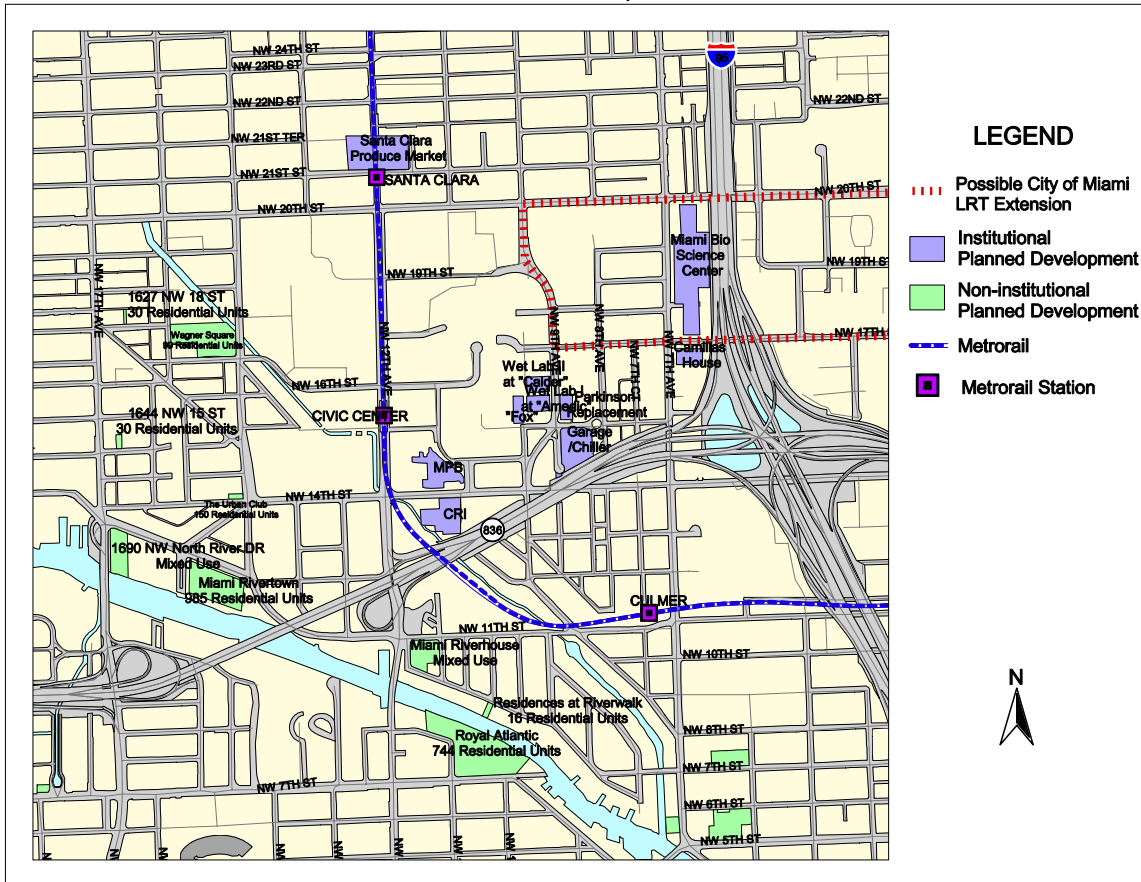 NW 24TH ST
NW 23RD ST
95
NW 22ND ST
NW 22ND ST
NW 21ST TER
Santa Clara
Produce Market
NW 21ST ST
SANTA CLARA
NW 20TH ST
NW 20TH ST
Miami Bio
Science
Center
NW 19TH ST
NW 19TH ST
NW 17TH AVE
1627 NW 18 ST
30 Residential Units
Wagner Square
NW 12TH AVE
NW 9TH AVE
NW 8TH AVE
NW 7TH CT
NW 7TH AVE
NW 17TH S
Camillas
House
Wet Lab II
at "Calder"
Wet Lab I
at "Americ"
"Fox"
Parkinson
Replacement
Garage
/Chiller
NW 16TH ST
CIVIC CENTER
1644 NW 15 ST
30 Residential Units
MPB
CRI
NW 14TH ST
The Urban Club
150 Residential Units
836
1690 NW North River DR
Mixed Use
Miami Rivertown
985 Residential Units
CULMER
NW 11TH ST
Miami Riverhouse
Mixed Use
NW 10TH ST
Residences at Riverwalk
16 Residential Units
Royal Atlantic
744 Residential Units
NW 8TH ST
NW 7TH ST
NW 7TH ST
NW 6TH ST
NW 5TH ST
LEGEND
Possible City of Miami
LRT Extension
Institutional
Planned Development
Non-institutional
Planned Development
Metrorail
Metrorail Station
N